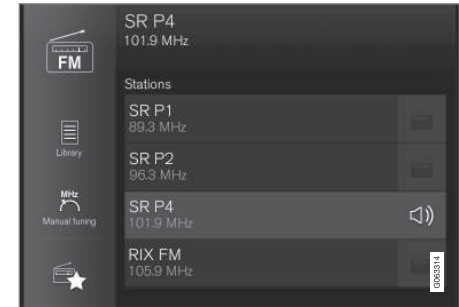 SR P4
101.9 MHz
FM
Stations
SR P1
89.3 MHz
Library
SR P2
96.3 MHz
MHz
Manual tuning
SR P4
101.9 MHz
RIX FM
105.9 MHz
G063314